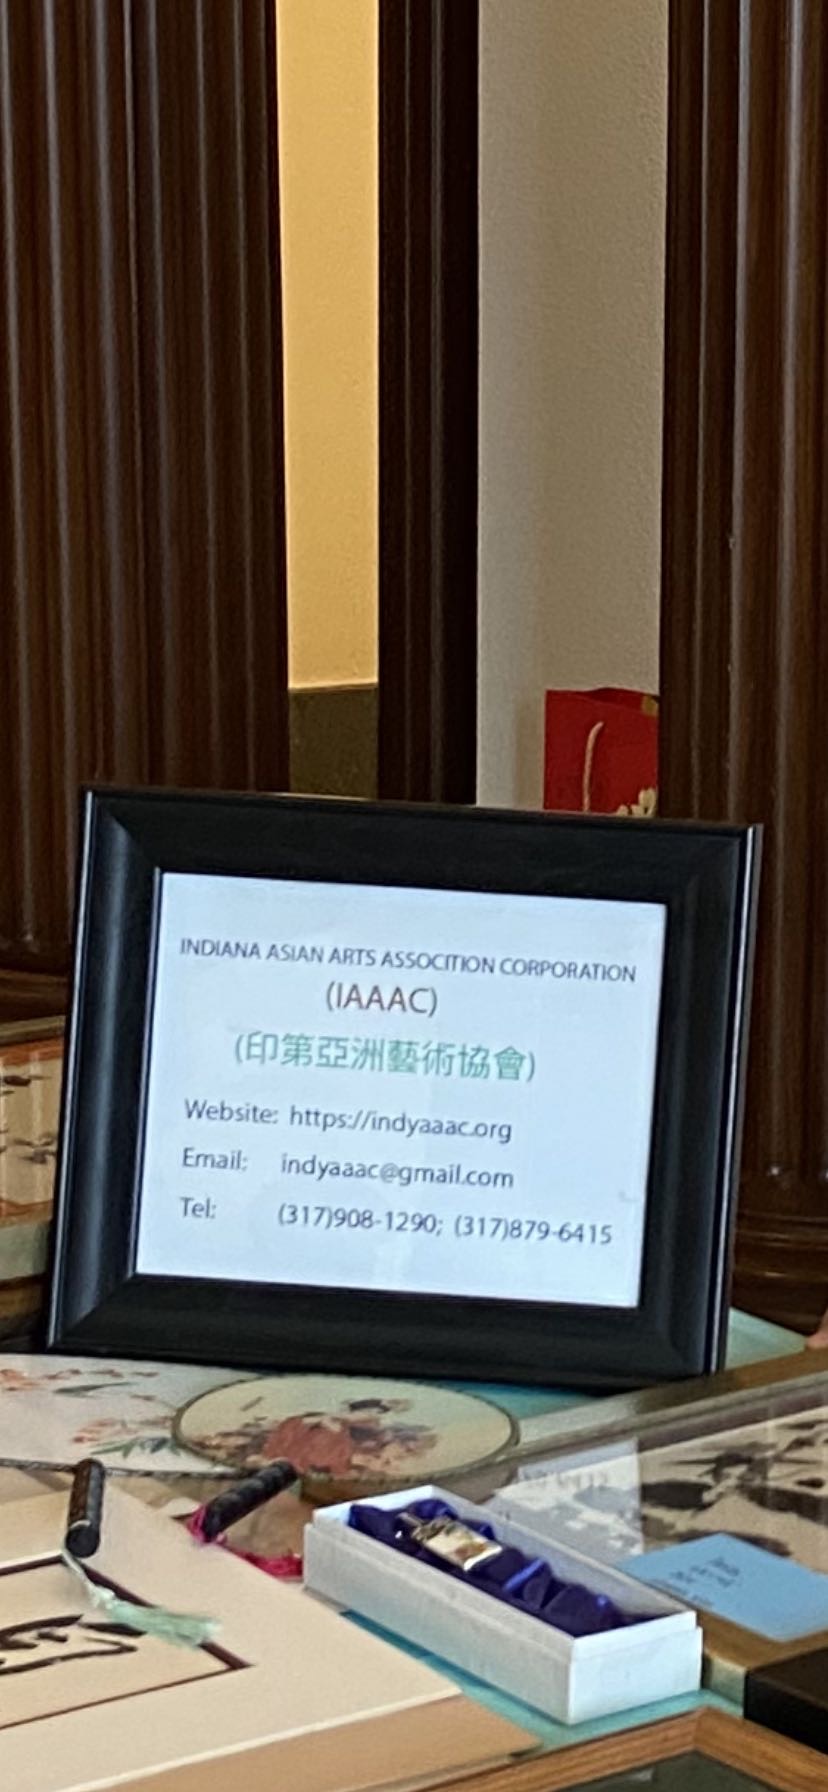 INDIANA ASIAN ARTS ASSOCITION CORPORATION
(IAAAC)
(印第亞洲藝術協會)
Website: https://indyaaac.org
Email: indyaaac@gmail.com
Tel: (317)908-1290; (317)879-6415